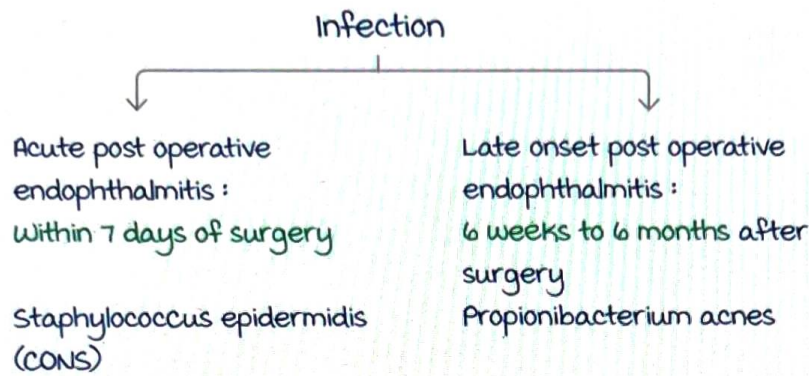 Infection
Acute post operative
endophthalmitis :
Within 7 days of surgery
Staphylococcus epidermidis
(CONS)
Late onset post operative
endophthalmitis :
6 weeks to 6 months after
surgery
Propionibacterium acnes